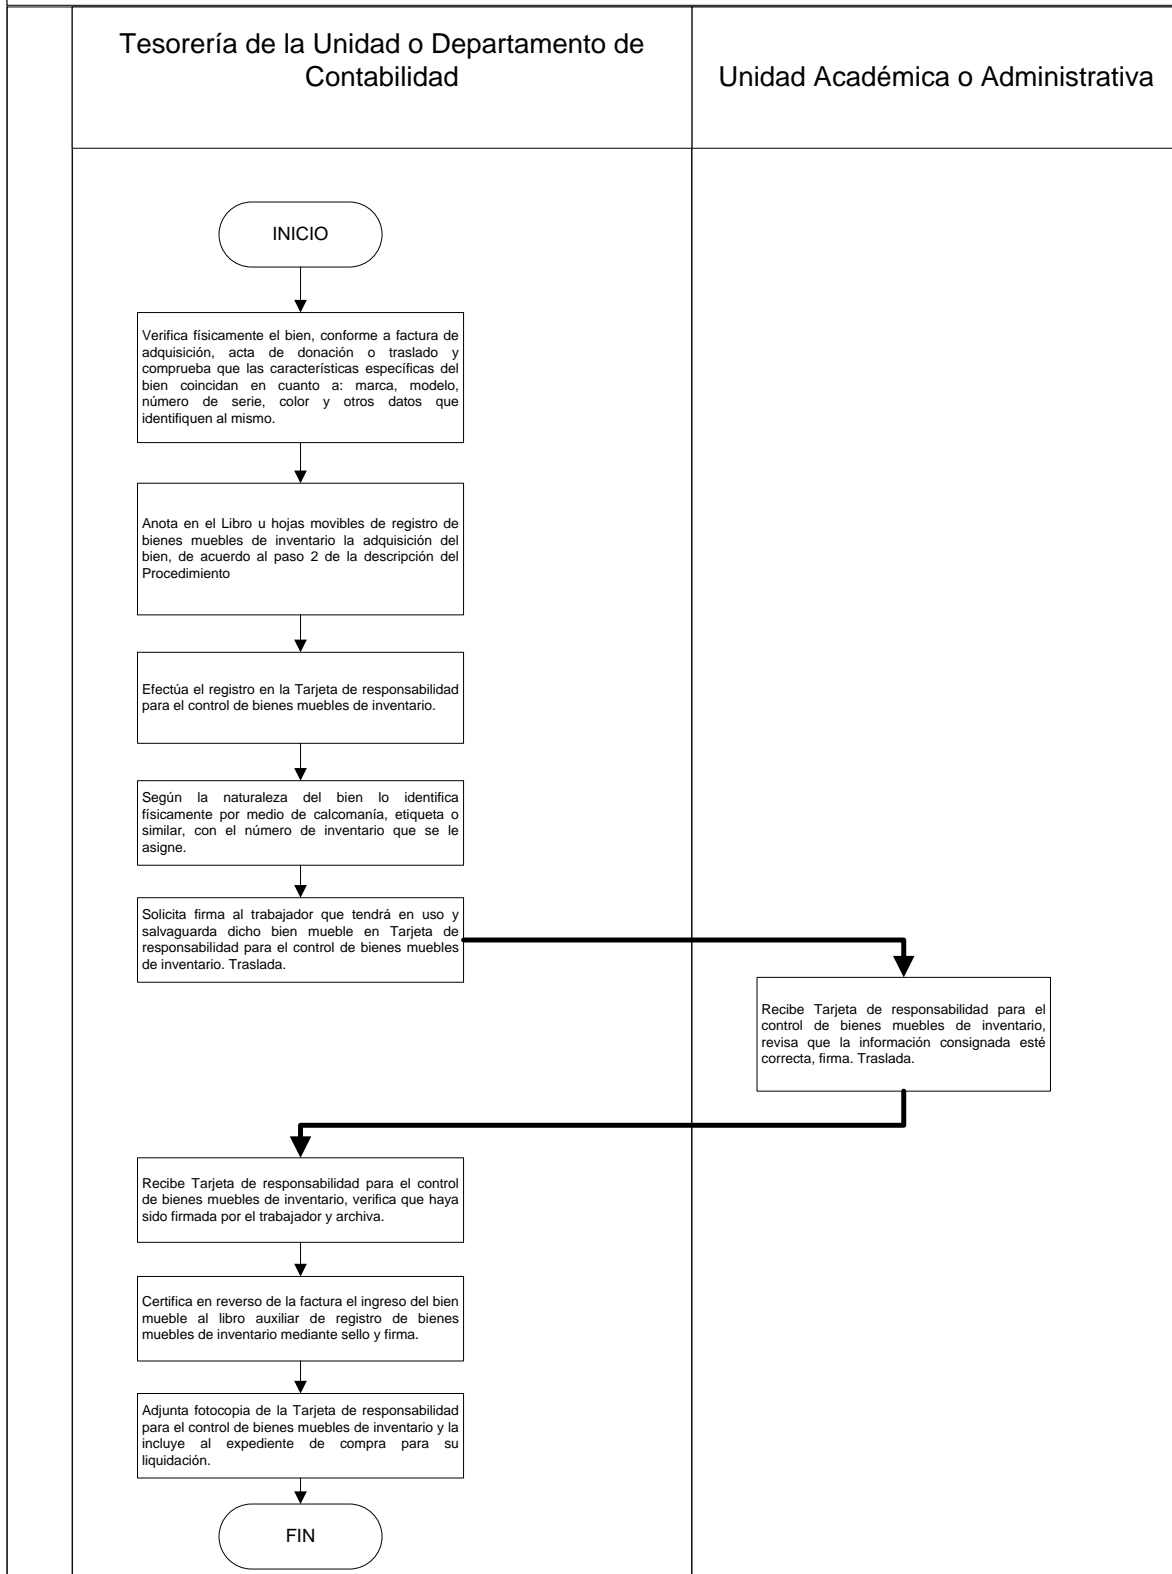 Tesorería de la Unidad o Departamento de
Contabilidad
Unidad Académica o Administrativa
INICIO
Verifica físicamente el bien, conforme a factura de
adquisición, acta de donación o traslado y
comprueba que las características específicas del
bien coincidan en cuanto a: marca, modelo,
número de serie, color y otros datos que
identifiquen al mismo.
Anota en el Libro u hojas movibles de registro de
bienes muebles de inventario la adquisición del
bien, de acuerdo al paso 2 de la descripción del
Procedimiento
Efectúa el registro en la Tarjeta de responsabilidad
para el control de bienes muebles de inventario.
Según la naturaleza del bien lo identifica
físicamente por medio de calcomanía, etiqueta o
similar, con el número de inventario que se le
asigne.
Solicita firma al trabajador que tendrá en uso y
salvaguarda dicho bien mueble en Tarjeta de
responsabilidad para el control de bienes muebles
de inventario. Traslada.
Recibe Tarjeta de responsabilidad para el
control de bienes muebles de inventario,
revisa que la información consignada esté
correcta, firma. Traslada.
Recibe Tarjeta de responsabilidad para el control
de bienes muebles de inventario, verifica que haya
sido firmada por el trabajador y archiva.
Certifica en reverso de la factura el ingreso del bien
mueble al libro auxiliar de registro de bienes
muebles de inventario mediante sello y firma.
Adjunta fotocopia de la Tarjeta de responsabilidad
para el control de bienes muebles de inventario y la
incluye al expediente de compra para su
liquidación.
FIN